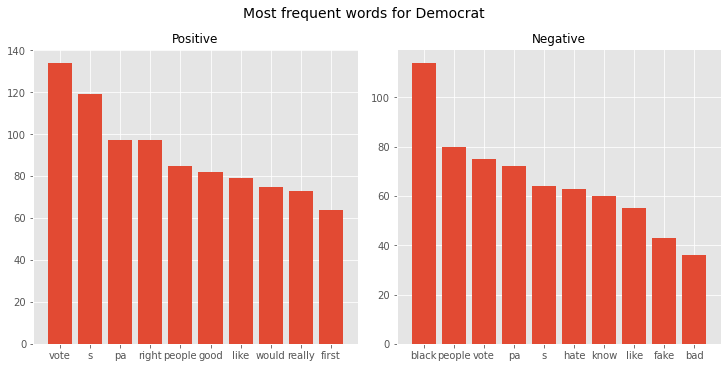 Most frequent words for Democrat
Positive
Negative
140
120
100
80
60
40
20
0
vote s pa right people good like would really first
100
80
60
40
20
0
black people vote pa s hate know like fake bad